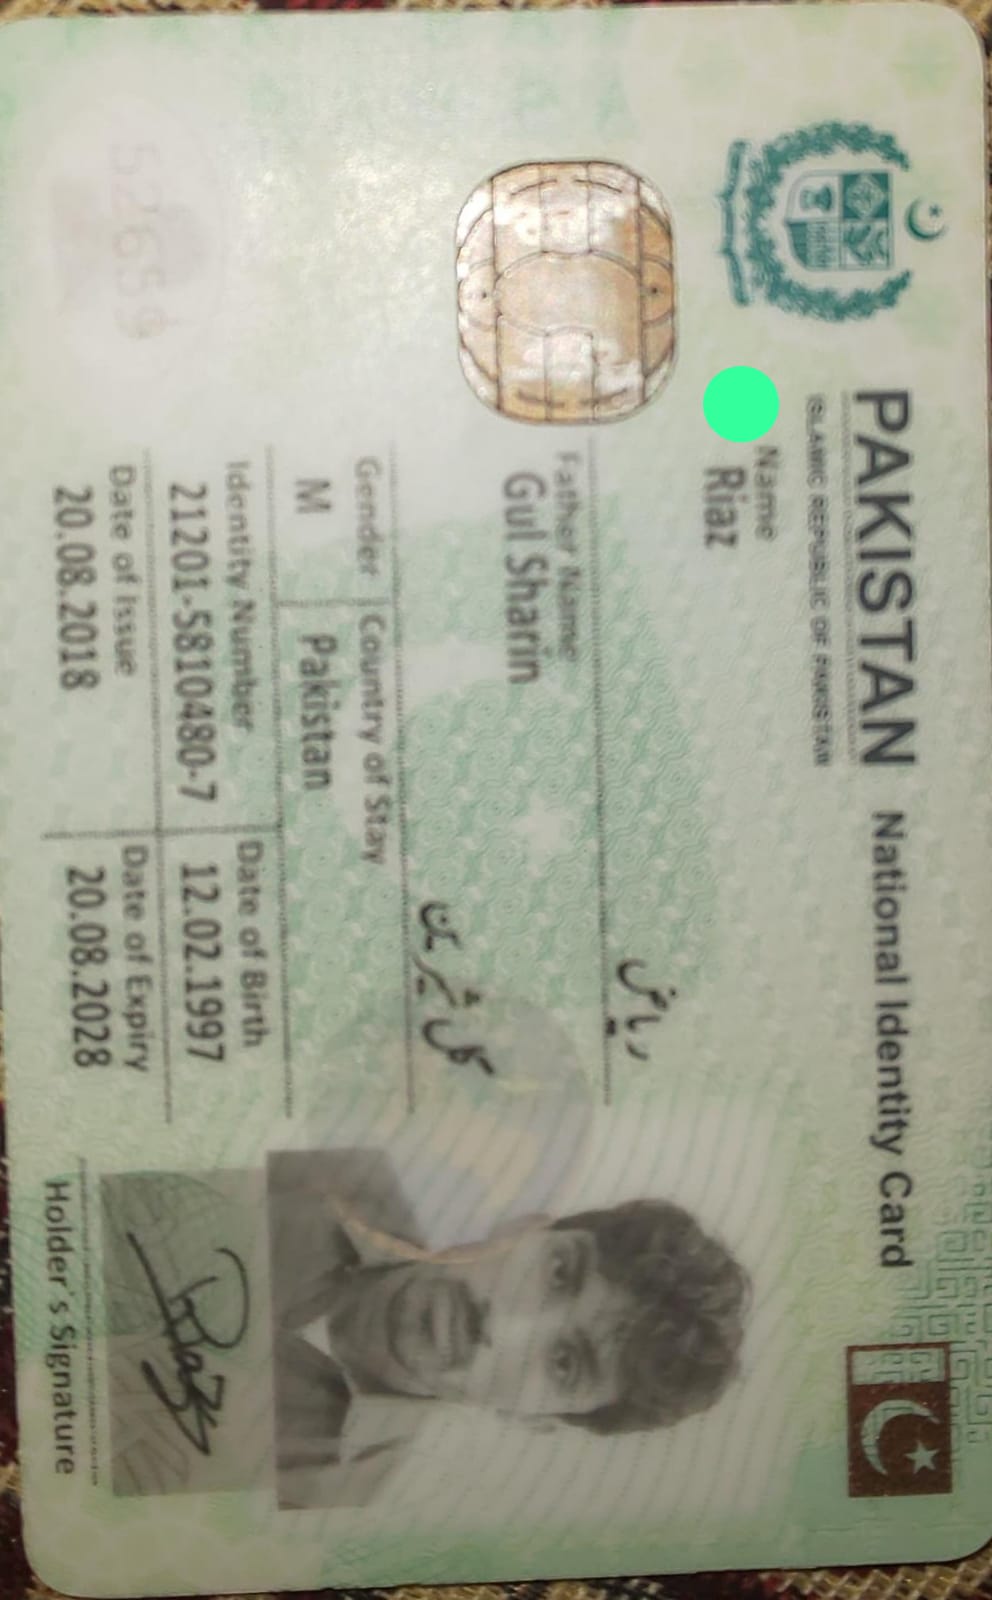 PAKISTAN National Identity Card
ISLAMIC REPUBLIC OF PAKISTAN
Name
Riaz
ریاض
Father Name
Gul Sharin
گل شرین
Gender Country of Stay
M Pakistan
Identity Number Date of Birth
21201-5810480-7 12.02.1997
Date of Issue Date of Expiry
20.08.2018 20.08.2028
Holder's Signature